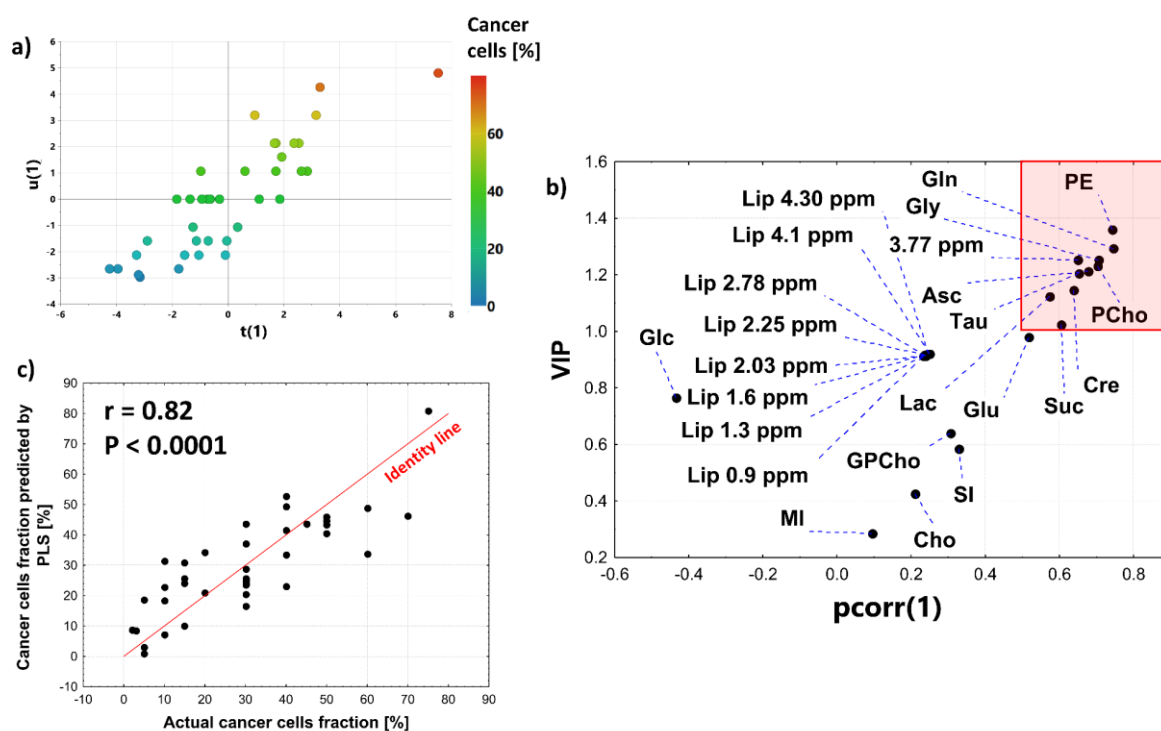 a)
Cancer
cells [%]
6
5
4
3
2
1
0
-1
-2
-3
-4
u(1)
-6
-4
-2
0
2
4
6
8
t(1)
60
40
20
0
b)
1.6
1.4
1.2
1.0
0.8
0.6
0.4
0.2
VIP
Gln
PE
Gly
Lip 4.30 ppm
Lip 4.1 ppm
3.77 ppm
Lip 2.78 ppm
Asc
Tau
PCho
Lip 2.25 ppm
Glc
Lip 2.03 ppm
Lip 1.6 ppm
Lac
Glu
Suc
Cre
Lip 1.3 ppm
GPCho
Lip 0.9 ppm
SI
MI
Cho
-0.6
-0.4
-0.2
0.0
0.2
0.4
0.6
0.8
pcorr(1)
c)
r = 0.82
P < 0.0001
Identity line
90
80
70
60
50
40
30
20
10
0
-10
Cancer cells fraction predicted by
PLS [%]
-10
0
10
20
30
40
50
60
70
80
90
Actual cancer cells fraction [%]